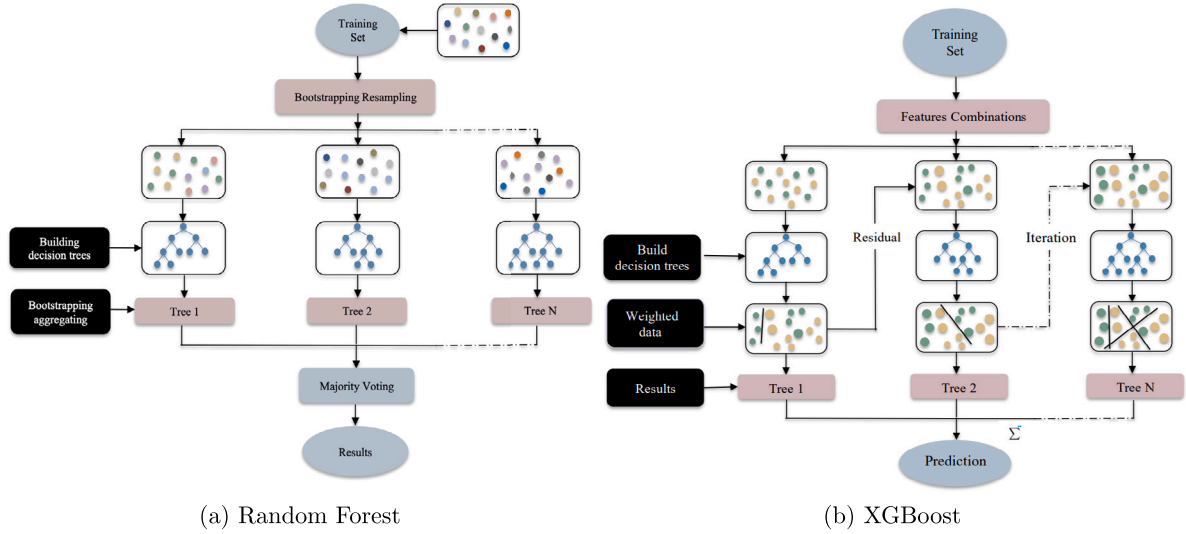 Training
Set
Bootstrapping Resampling
Building
decision trees
Bootstrapping
aggregating
Tree 1
Tree 2
Tree N
Majority Voting
Results
(a) Random Forest
Training
Set
Features Combinations
Residual
Iteration
Build
decision trees
Weighted
data
Results
Tree 1
Tree 2
Tree N
Σ
Prediction
(b) XGBoost